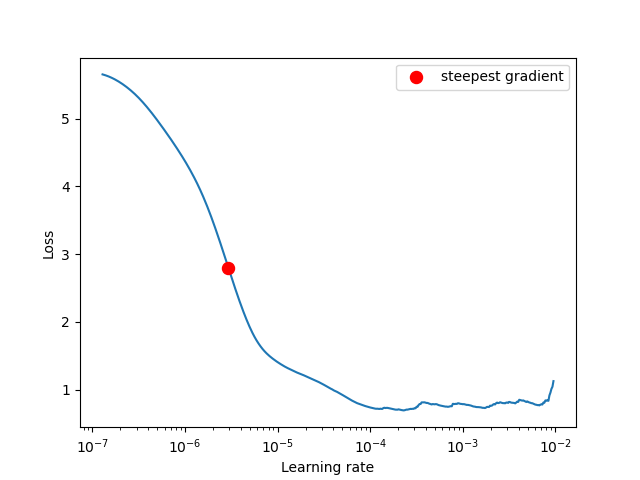 steepest gradient
Loss
5
4
3
2
1
10⁻⁷ 10⁻⁶ 10⁻⁵ 10⁻⁴ 10⁻³ 10⁻²
Learning rate